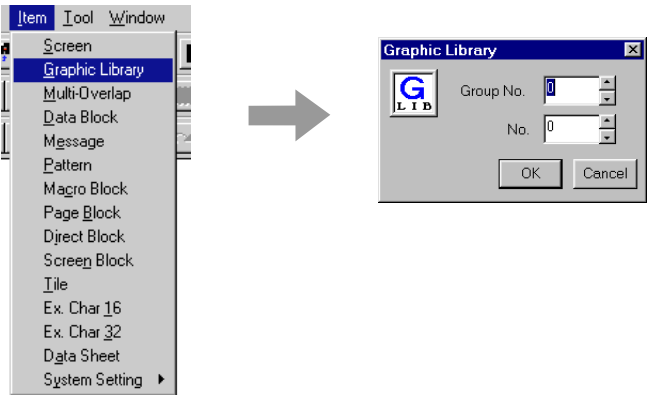 Item Tool Window
Screen
Graphic Library
Multi-Overlap
Data Block
Message
Pattern
Macro Block
Page Block
Direct Block
Screen Block
Tile
Ex. Char 16
Ex. Char 32
Data Sheet
System Setting
Graphic Library
G
LIB
Group No. 0
No. 0
OK Cancel